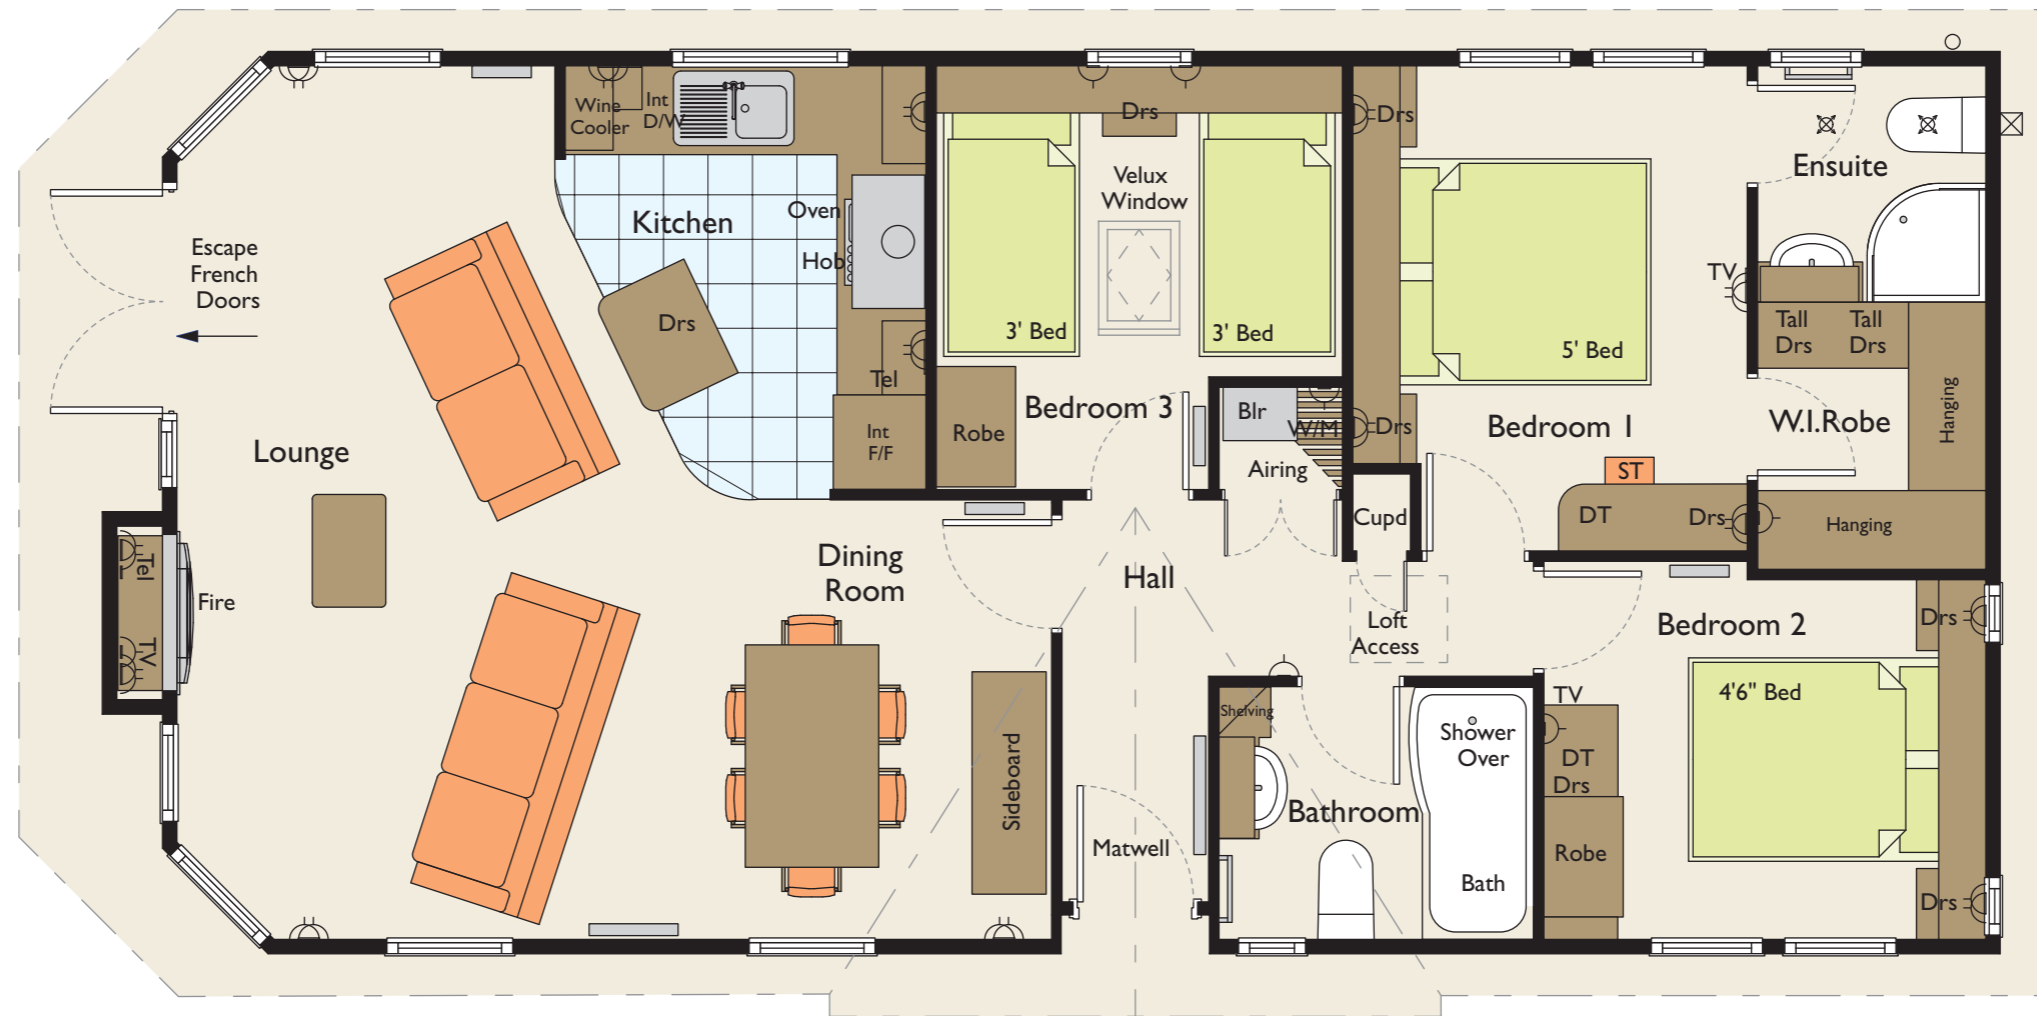 Wine
Cooler
Int
D/W
Kitchen
Oven
Hob
Drs
Tel
Int
F/F
Escape
French
Doors
Lounge
Tel
TV
Fire
Dining
Room
Sideboard
Drs
Velux
Window
3' Bed
3' Bed
Bedroom 3
Robe
Blr
W/M
Airing
Cupd
Hall
Loft
Access
Matwell
Drs
Drs
5' Bed
Bedroom 1
TV
ST
DT
Drs
Ensuite
Tall
Drs
Tall
Drs
W.I.Robe
Hanging
Hanging
Bedroom 2
4'6" Bed
Drs
Drs
TV
DT
Drs
Robe
Shelving
Bathroom
Shower
Over
Bath